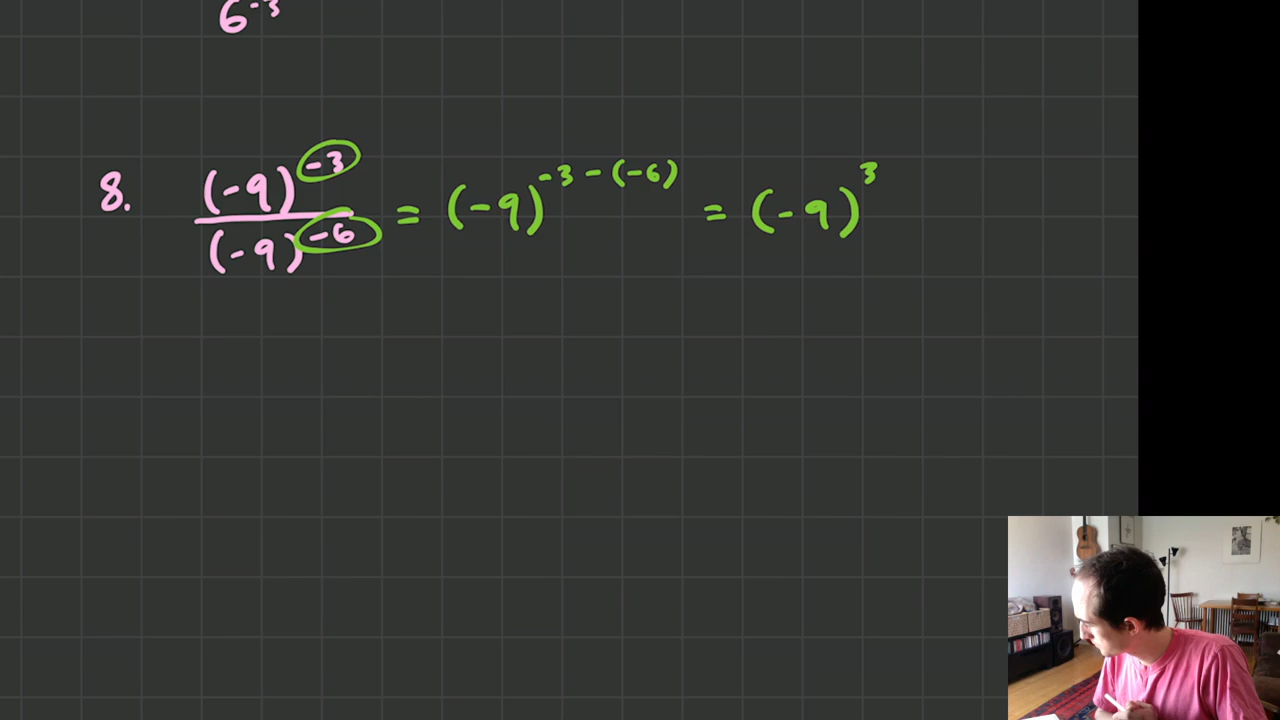 6⁻³
8. (-9)⁻³/(-9)⁻⁶ = (-9)⁻³⁻⁽⁻⁶⁾ = (-9)³